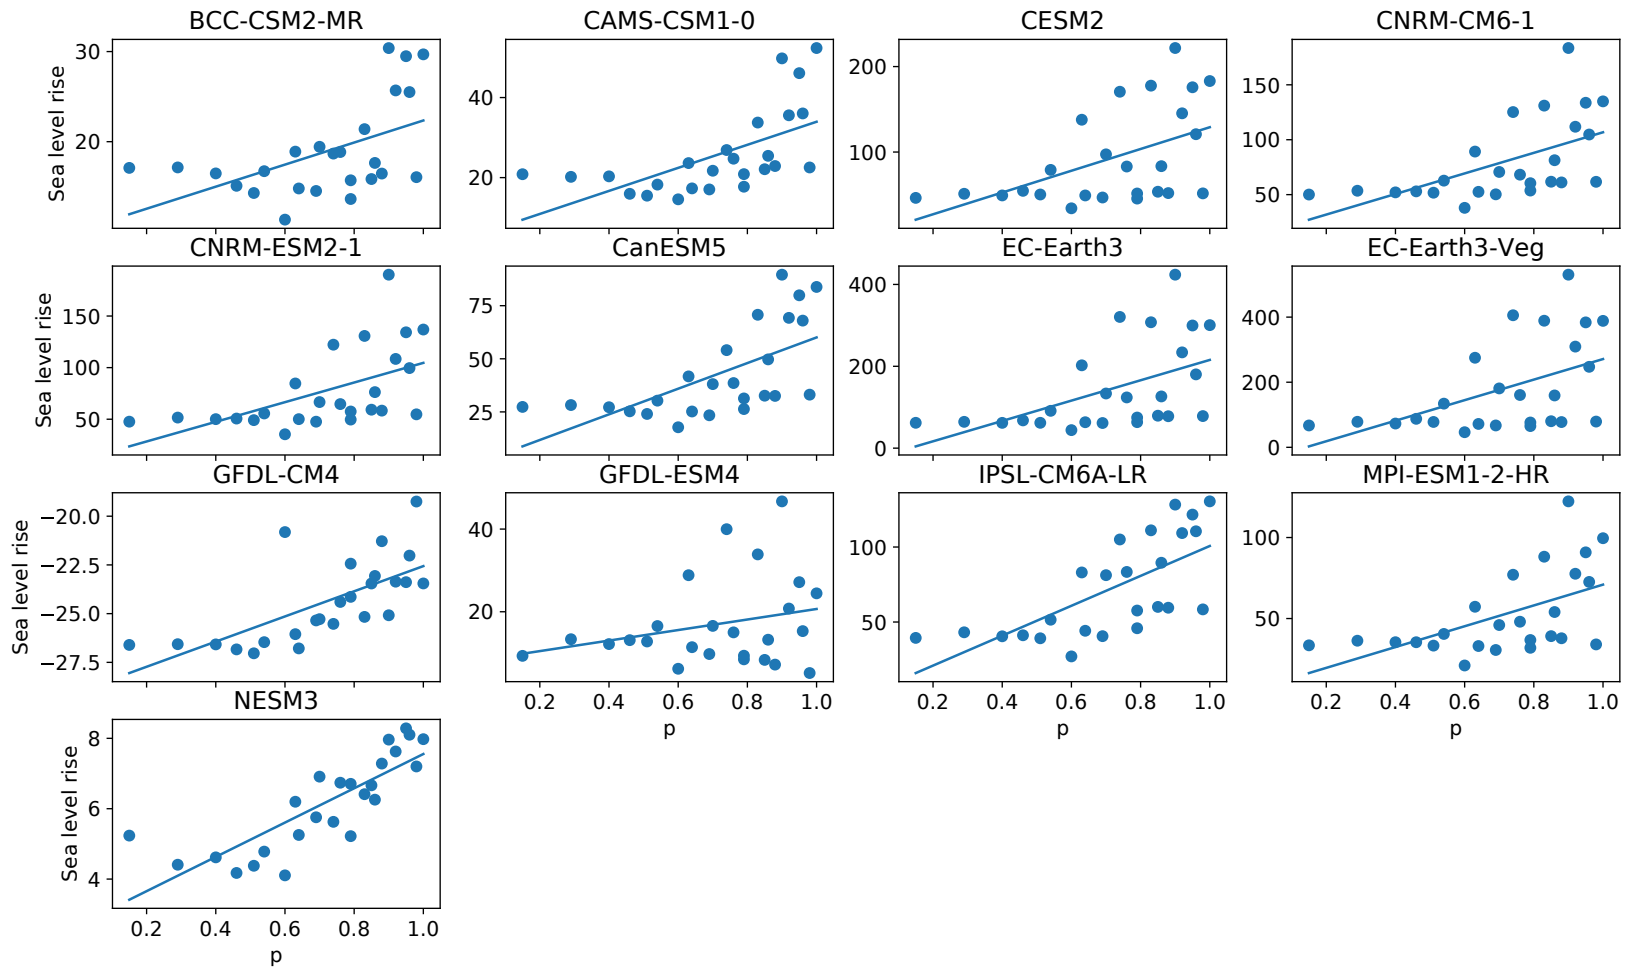 BCC-CSM2-MR
CAMS-CSM1-0
CESM2
CNRM-CM6-1
Sea level rise
30
20
40
20
200
100
150
100
50
CNRM-ESM2-1
CanESM5
EC-Earth3
EC-Earth3-Veg
Sea level rise
150
100
50
75
50
25
400
200
0
400
200
0
GFDL-CM4
GFDL-ESM4
IPSL-CM6A-LR
MPI-ESM1-2-HR
Sea level rise
−20.0
−22.5
−25.0
−27.5
40
20
100
50
100
50
0.2 0.4 0.6 0.8 1.0
p
0.2 0.4 0.6 0.8 1.0
p
0.2 0.4 0.6 0.8 1.0
p
NESM3
Sea level rise
8
6
4
0.2 0.4 0.6 0.8 1.0
p